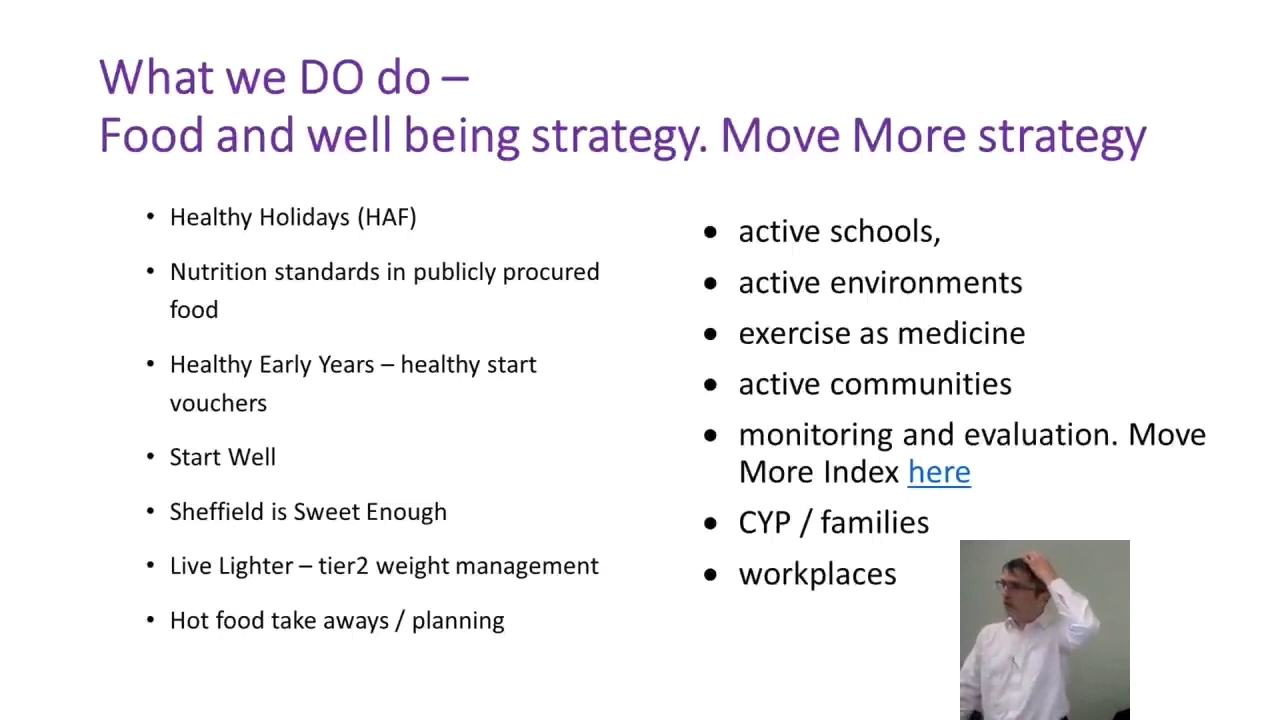 What we DO do –
Food and well being strategy. Move More strategy
• Healthy Holidays (HAF)
• Nutrition standards in publicly procured
food
• Healthy Early Years – healthy start
vouchers
• Start Well
• Sheffield is Sweet Enough
• Live Lighter – tier2 weight management
• Hot food take aways / planning
• active schools,
• active environments
• exercise as medicine
• active communities
• monitoring and evaluation. Move
More Index here
• CYP / families
• workplaces